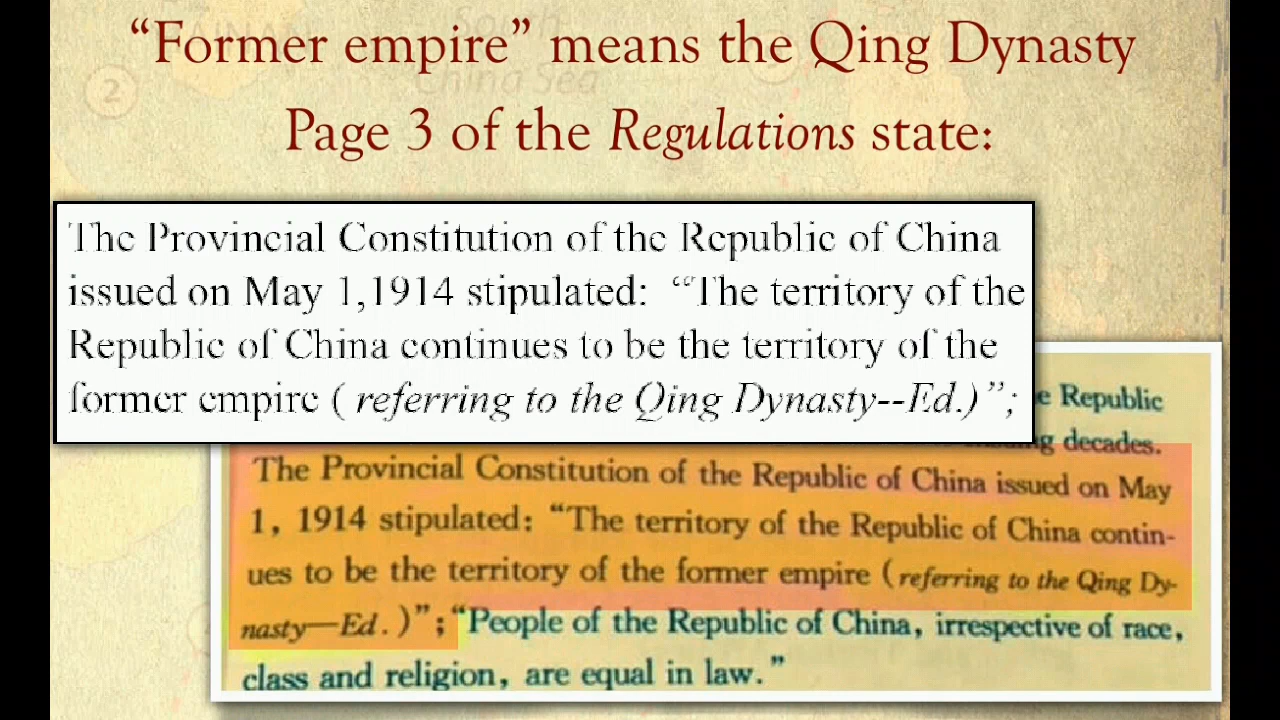 “Former empire” means the Qing Dynasty
Page 3 of the Regulations state:
The Provincial Constitution of the Republic of China
issued on May 1,1914 stipulated: “The territory of the
Republic of China continues to be the territory of the
former empire ( referring to the Qing Dynasty--Ed.)”;
e Republic
g decades.
The Provincial Constitution of the Republic of China issued on May
1, 1914 stipulated: “The territory of the Republic of China contin-
ues to be the territory of the former empire (referring to the Qing Dy-
nasty—Ed.)”; “People of the Republic of China, irrespective of race,
class and religion, are equal in law.”
South
China Sea
2